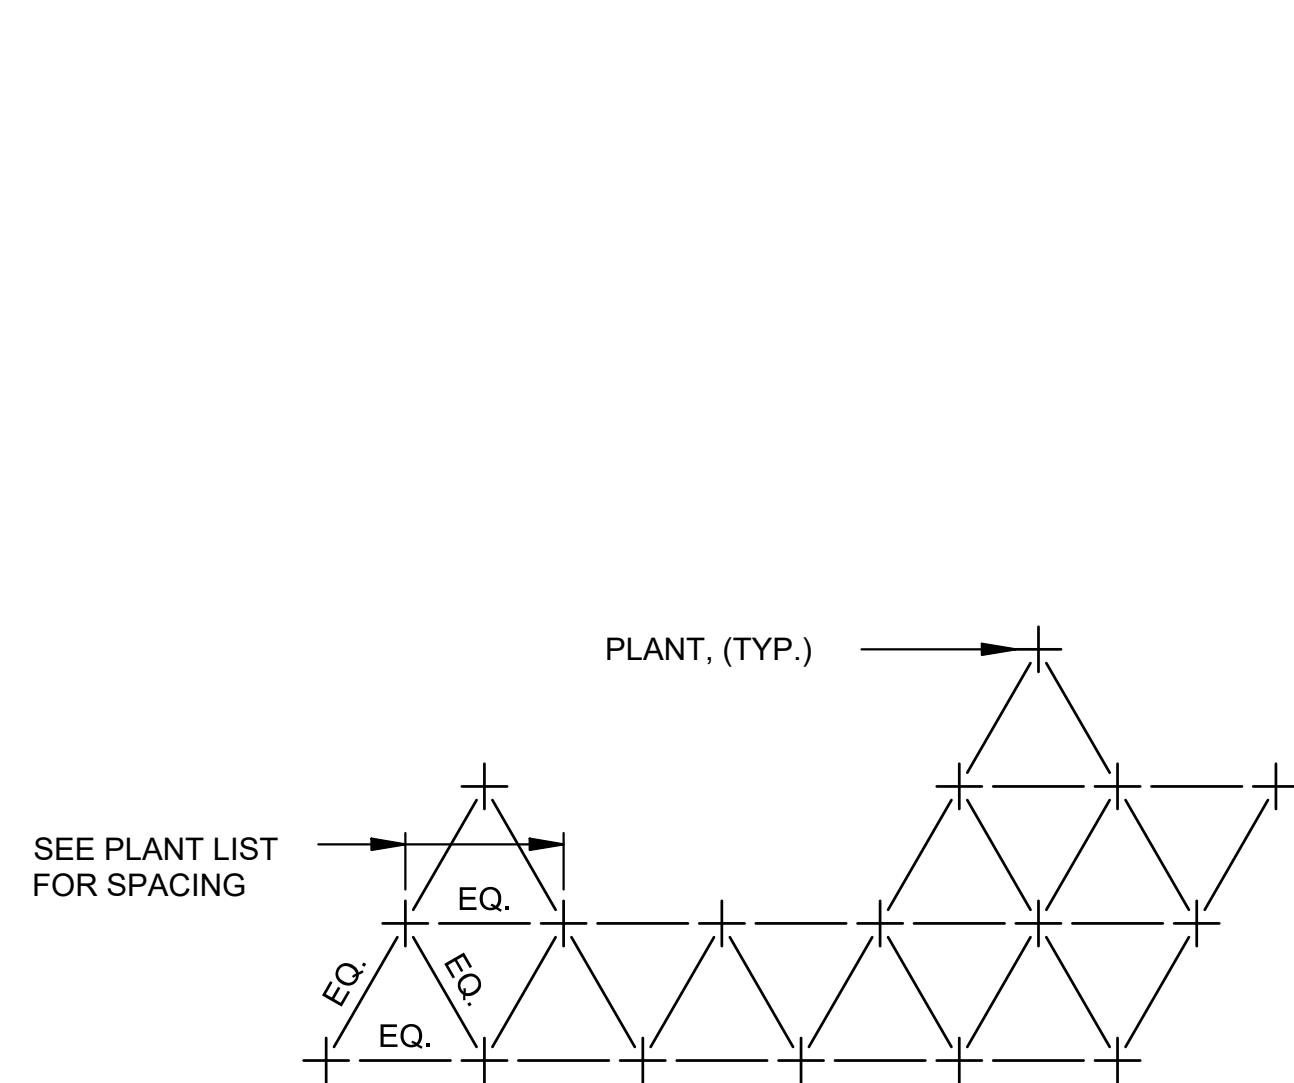 PLANT, (TYP.)
SEE PLANT LIST
FOR SPACING
EQ.
EQ.
EQ.
EQ.